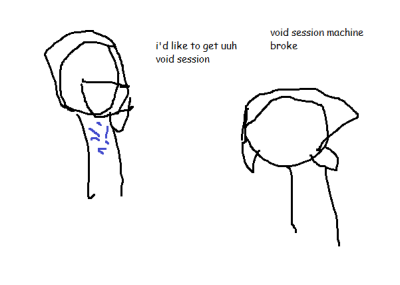 i'd like to get uuh
void session
void session machine
broke